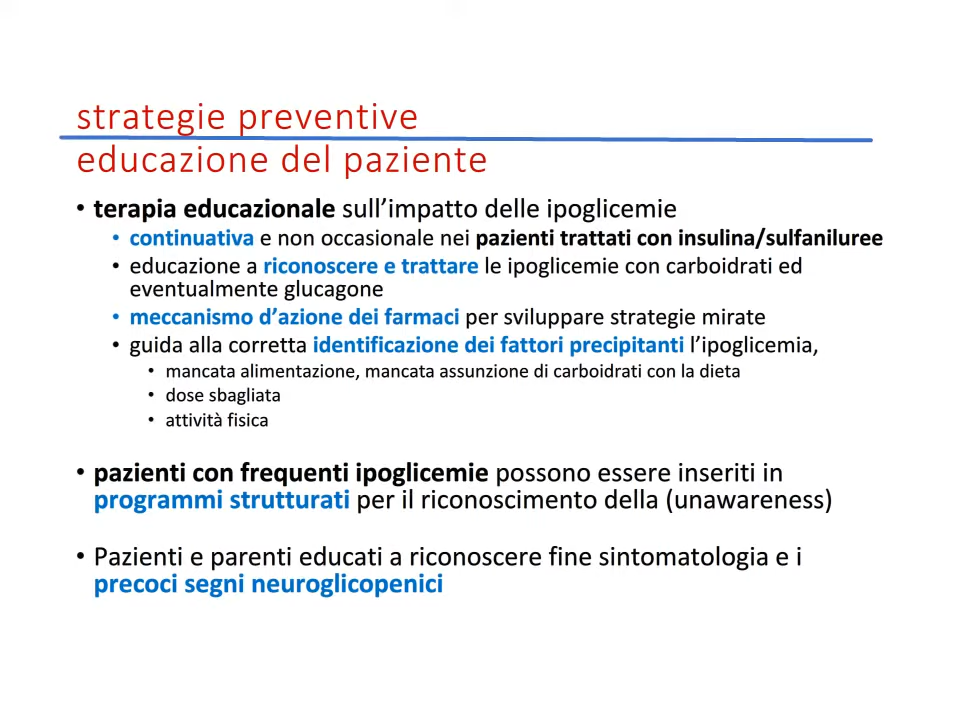 strategie preventive
educazione del paziente
• terapia educazionale sull’impatto delle ipoglicemie
• continuativa e non occasionale nei pazienti trattati con insulina/sulfaniluree
• educazione a riconoscere e trattare le ipoglicemie con carboidrati ed
eventualmente glucagone
• meccanismo d’azione dei farmaci per sviluppare strategie mirate
• guida alla corretta identificazione dei fattori precipitanti l’ipoglicemia,
• mancata alimentazione, mancata assunzione di carboidrati con la dieta
• dose sbagliata
• attività fisica
• pazienti con frequenti ipoglicemie possono essere inseriti in
programmi strutturati per il riconoscimento della (unawareness)
• Pazienti e parenti educati a riconoscere fine sintomatologia e i
precoci segni neuroglicopenici